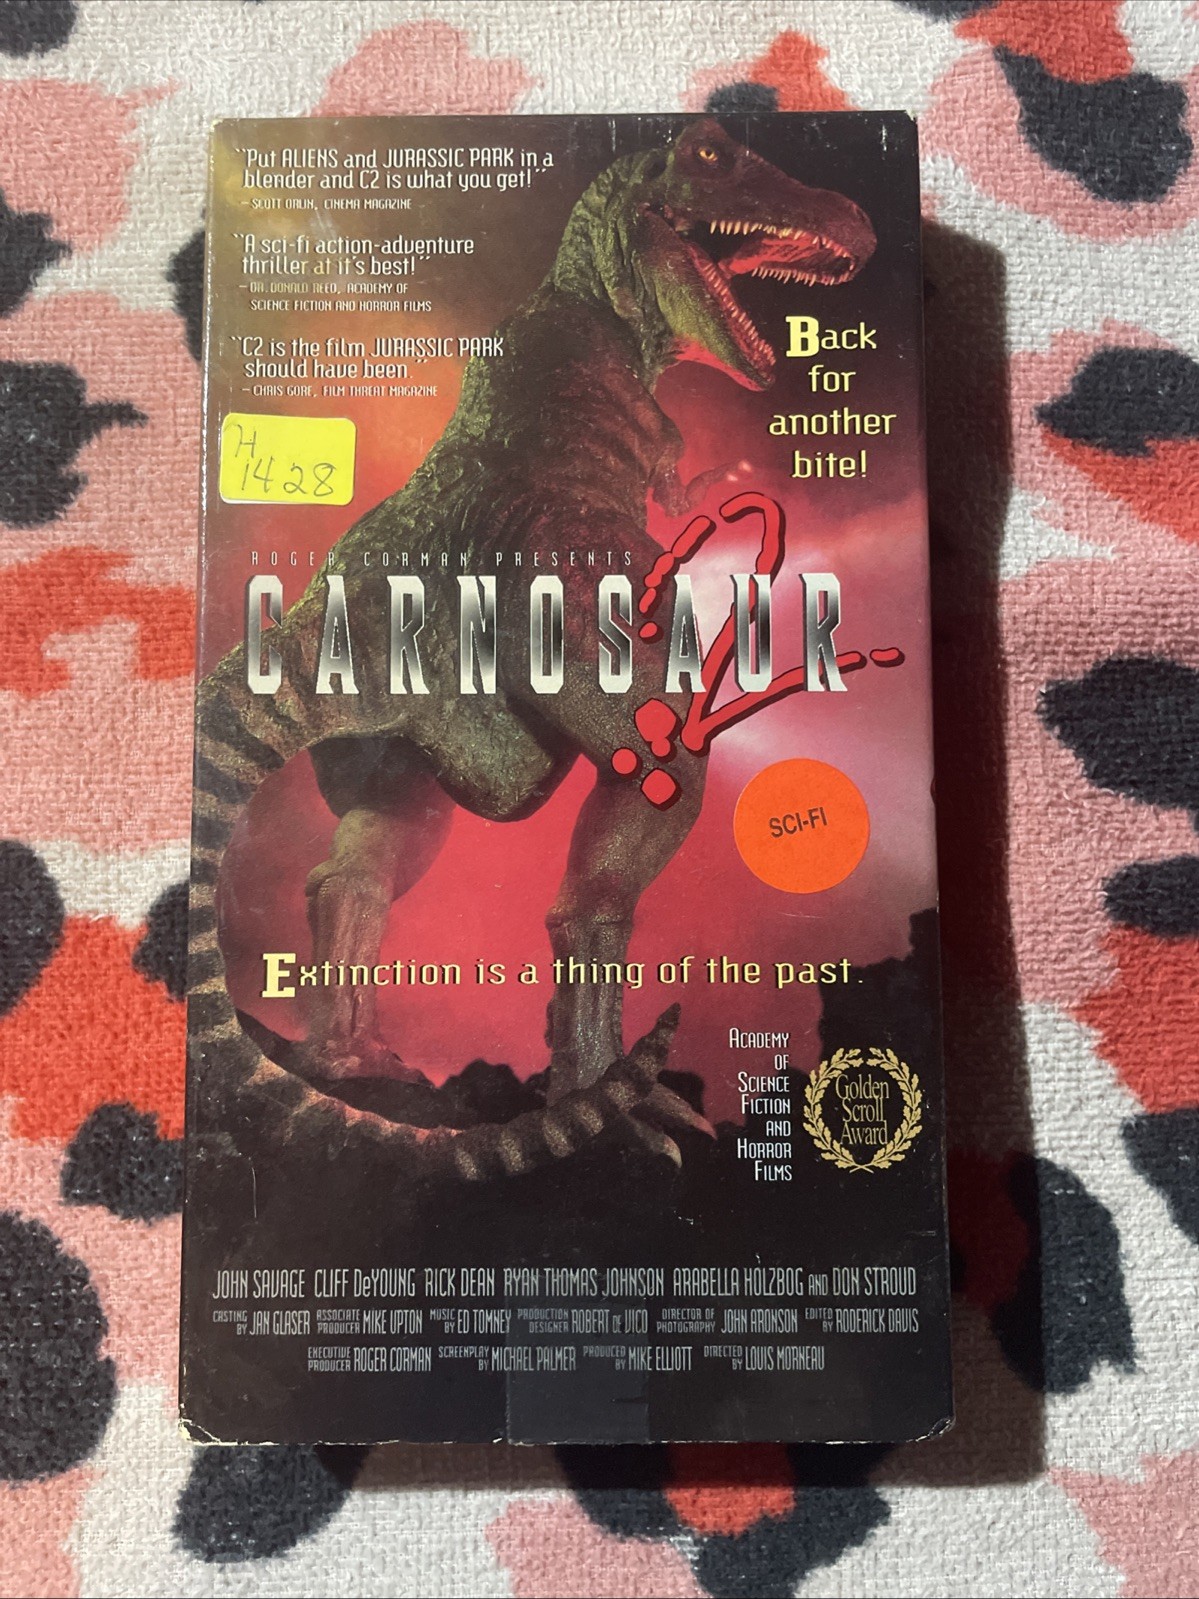 ``Put ALIENS and JURASSIC PARK in a
blender and C2 is what you get!¨
– SCOTT ORLIN, CINEMA MAGAZINE
``A sci-fi action-adventure
thriller at it's best!¨
– DR. DONALD REED, ACADEMY OF
SCIENCE FICTION AND HORROR FILMS
``C2 is the film JURASSIC PARK
should have been.¨
– CHRIS GORE, FILM THREAT MAGAZINE
Back
for
another
bite!
H
1428
ROGER CORMAN PRESENTS
CARNOSAUR 2
SCI-FI
Extinction is a thing of the past.
ACADEMY
OF
SCIENCE
FICTION
AND
HORROR
FILMS
Golden
Scroll
Award
JOHN SAVAGE CLIFF DeYOUNG RICK DEAN RYAN THOMAS JOHNSON ARABELLA HOLZBOG AND DON STROUD
CASTING BY JAN GLASER ASSOCIATE PRODUCER MIKE UPTON MUSIC BY ED TOMNEY PRODUCTION DESIGNER ROBERT DE VICO DIRECTOR OF PHOTOGRAPHY JOHN ARONSON EDITED BY RODERICK DAVIS
EXECUTIVE PRODUCER ROGER CORMAN SCREENPLAY BY MICHAEL PALMER PRODUCED BY MIKE ELLIOTT DIRECTED BY LOUIS MORNEAU